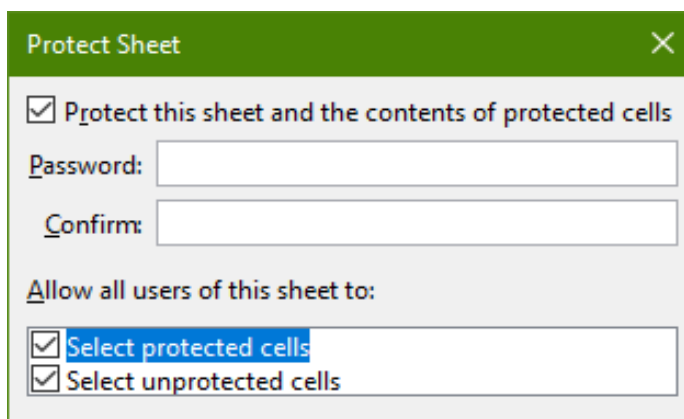 Protect Sheet
Protect this sheet and the contents of protected cells
Password:
Confirm:
Allow all users of this sheet to:
Select protected cells
Select unprotected cells